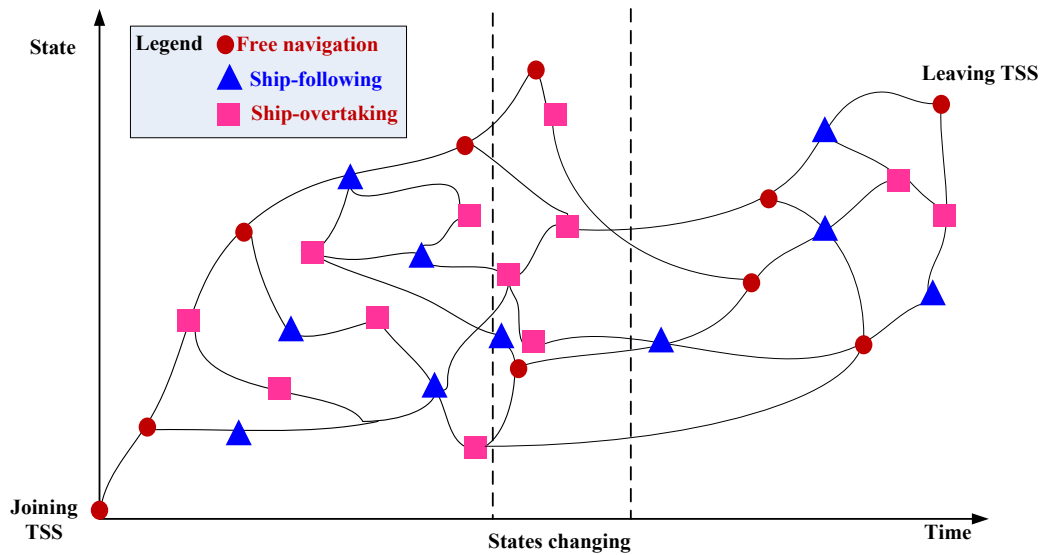 State
Legend
Free navigation
Ship-following
Ship-overtaking
Leaving TSS
Joining
TSS
States changing
Time